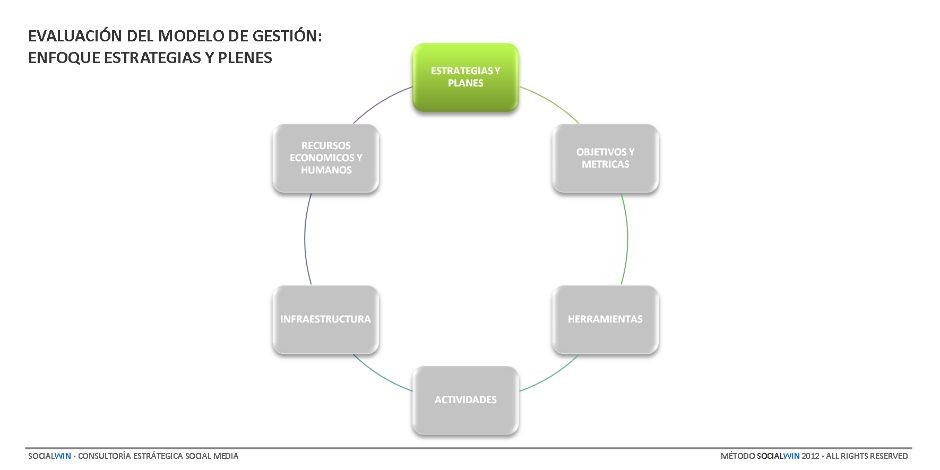 EVALUACIÓN DEL MODELO DE GESTIÓN:
ENFOQUE ESTRATEGIAS Y PLENES
ESTRATEGIAS Y
PLANES
OBJETIVOS Y
METRICAS
HERRAMIENTAS
ACTIVIDADES
INFRAESTRUCTURA
RECURSOS
ECONOMICOS Y
HUMANOS
SOCIALWIN - CONSULTORÍA ESTRÁTEGICA SOCIAL MEDIA
MÉTODO SOCIALWIN 2012 - ALL RIGHTS RESERVED